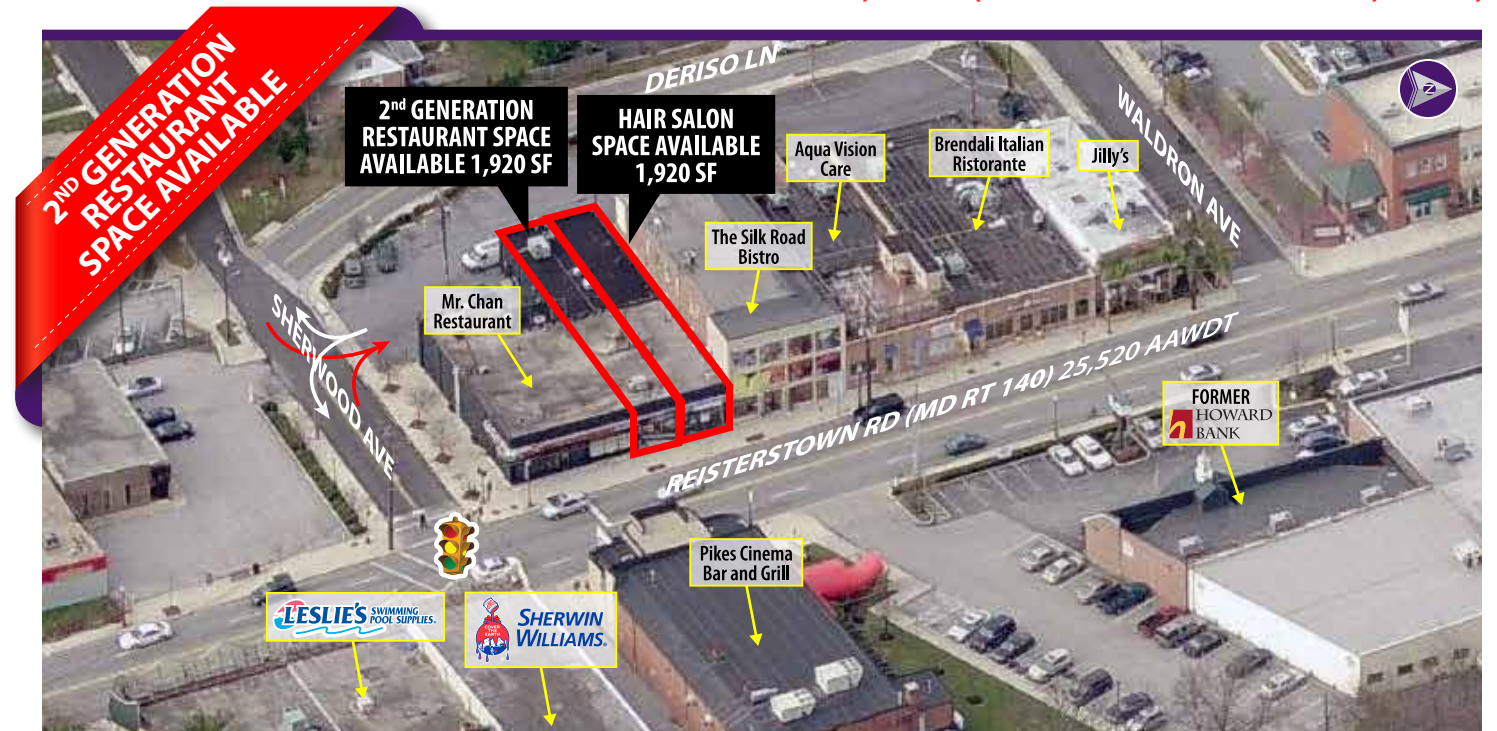 2ND GENERATION
RESTAURANT
SPACE AVAILABLE
DERISO LN
2nd GENERATION
RESTAURANT SPACE
AVAILABLE 1,920 SF
HAIR SALON
SPACE AVAILABLE
1,920 SF
Aqua Vision
Care
Brendali Italian
Ristorante
Jilly's
WALDRON AVE
Z
The Silk Road
Bistro
Mr. Chan
Restaurant
SHERWOOD AVE
REISTERSTOWN RD (MD RT 140) 25,520 AAWDT
FORMER
HOWARD
BANK
Pikes Cinema
Bar and Grill
LESLIE'S SWIMMING
POOL SUPPLIES.
COVER
THE
EARTH
SHERWIN
WILLIAMS®